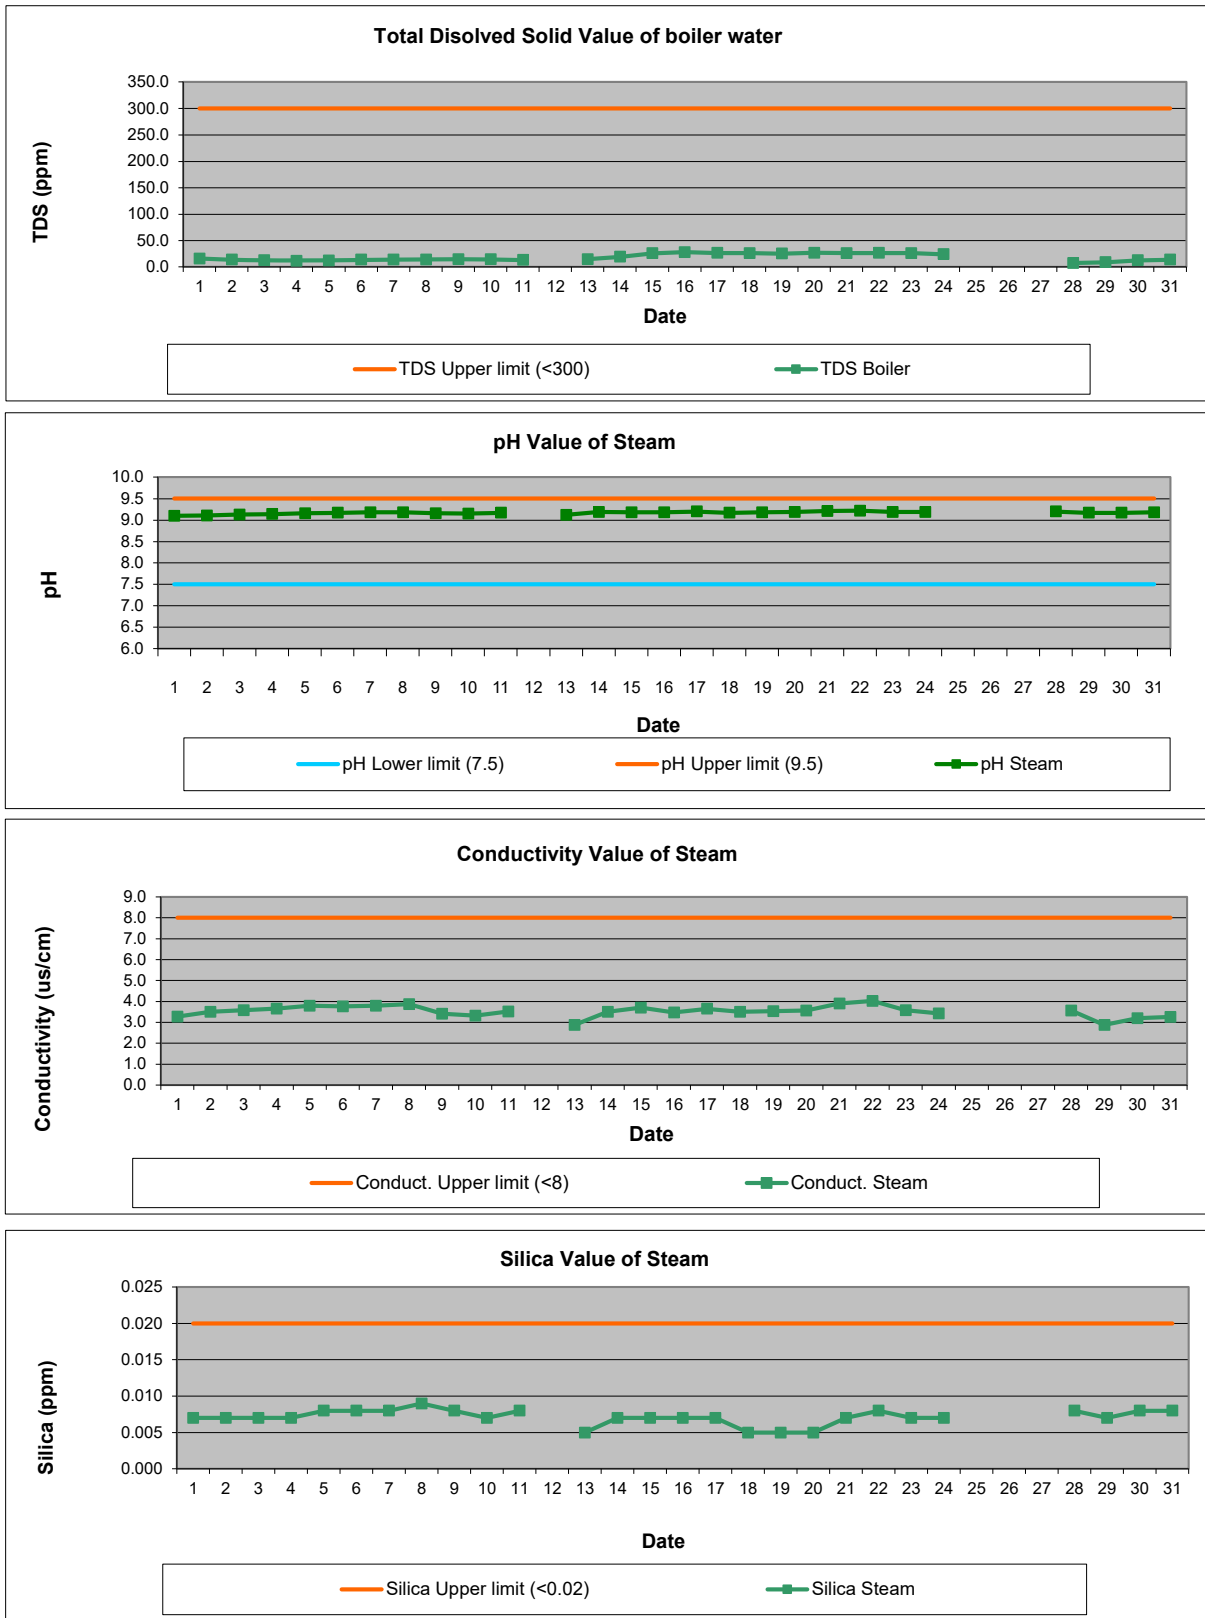 Total Disolved Solid Value of boiler water
350.0
300.0
250.0
200.0
150.0
100.0
50.0
0.0
TDS (ppm)
1 2 3 4 5 6 7 8 9 10 11 12 13 14 15 16 17 18 19 20 21 22 23 24 25 26 27 28 29 30 31
Date
TDS Upper limit (<300) TDS Boiler
pH Value of Steam
10.0
9.5
9.0
8.5
8.0
7.5
7.0
6.5
6.0
pH
1 2 3 4 5 6 7 8 9 10 11 12 13 14 15 16 17 18 19 20 21 22 23 24 25 26 27 28 29 30 31
Date
pH Lower limit (7.5) pH Upper limit (9.5) pH Steam
Conductivity Value of Steam
9.0
8.0
7.0
6.0
5.0
4.0
3.0
2.0
1.0
0.0
Conductivity (us/cm)
1 2 3 4 5 6 7 8 9 10 11 12 13 14 15 16 17 18 19 20 21 22 23 24 25 26 27 28 29 30 31
Date
Conduct. Upper limit (<8) Conduct. Steam
Silica Value of Steam
0.025
0.020
0.015
0.010
0.005
0.000
Silica (ppm)
1 2 3 4 5 6 7 8 9 10 11 12 13 14 15 16 17 18 19 20 21 22 23 24 25 26 27 28 29 30 31
Date
Silica Upper limit (<0.02) Silica Steam